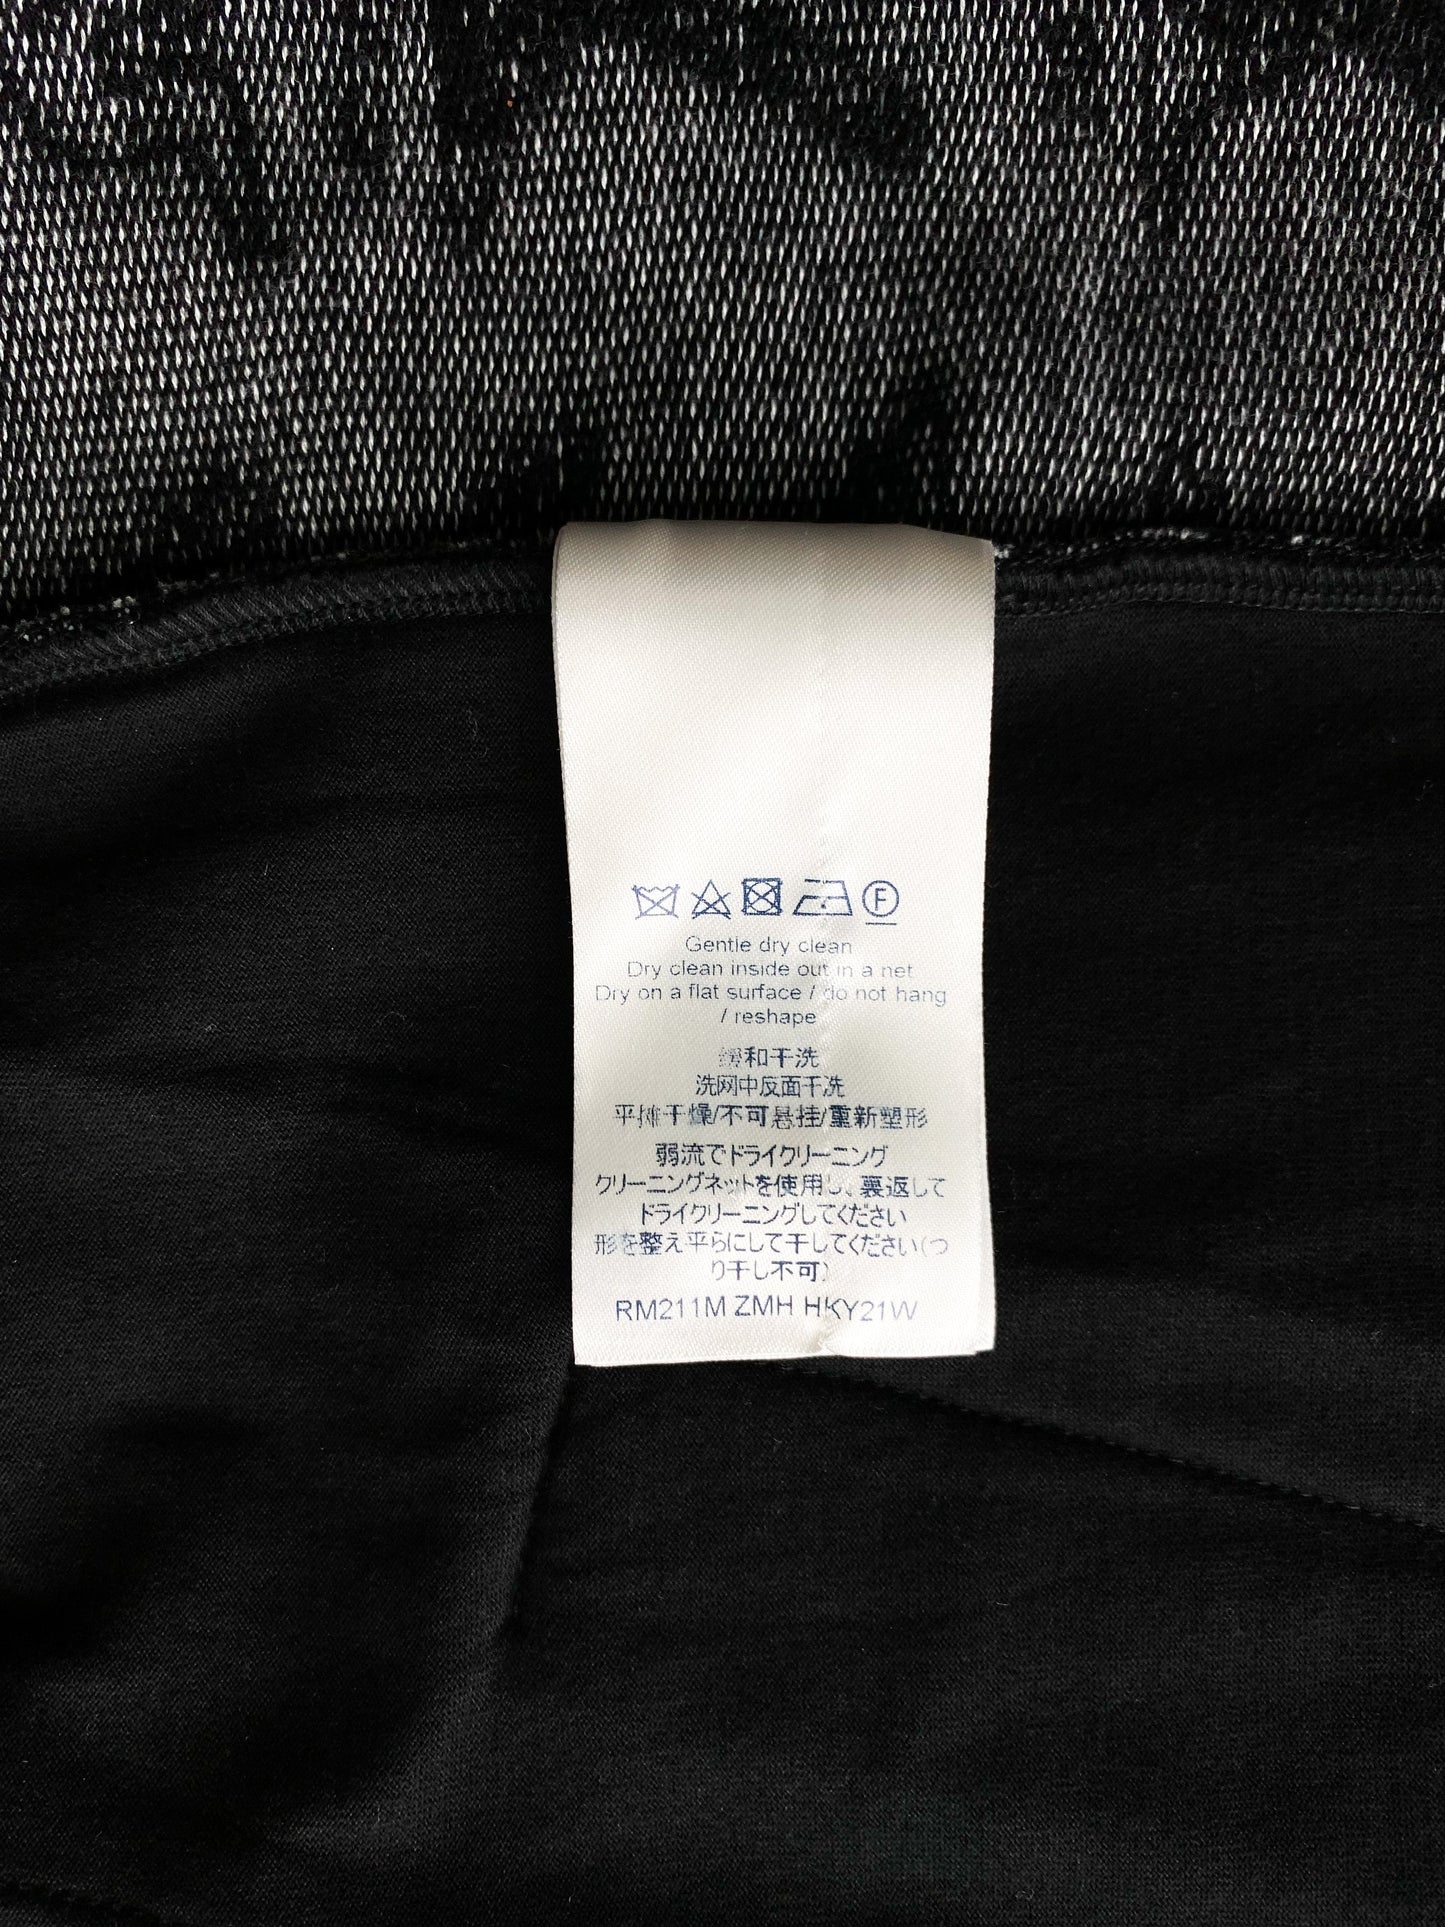 F
Gentle dry clean
Dry clean inside out in a net
Dry on a flat surface / do not hang
/ reshape
缓和干洗
洗网中反面干洗
平摊干燥/不可悬挂/重新塑形
弱流でドライクリーニング
クリーニングネットを使用し、裏返して
ドライクリーニングしてください
形を整え平らにして干してください(つ
り干し不可)
RM211M ZMH HKY21W